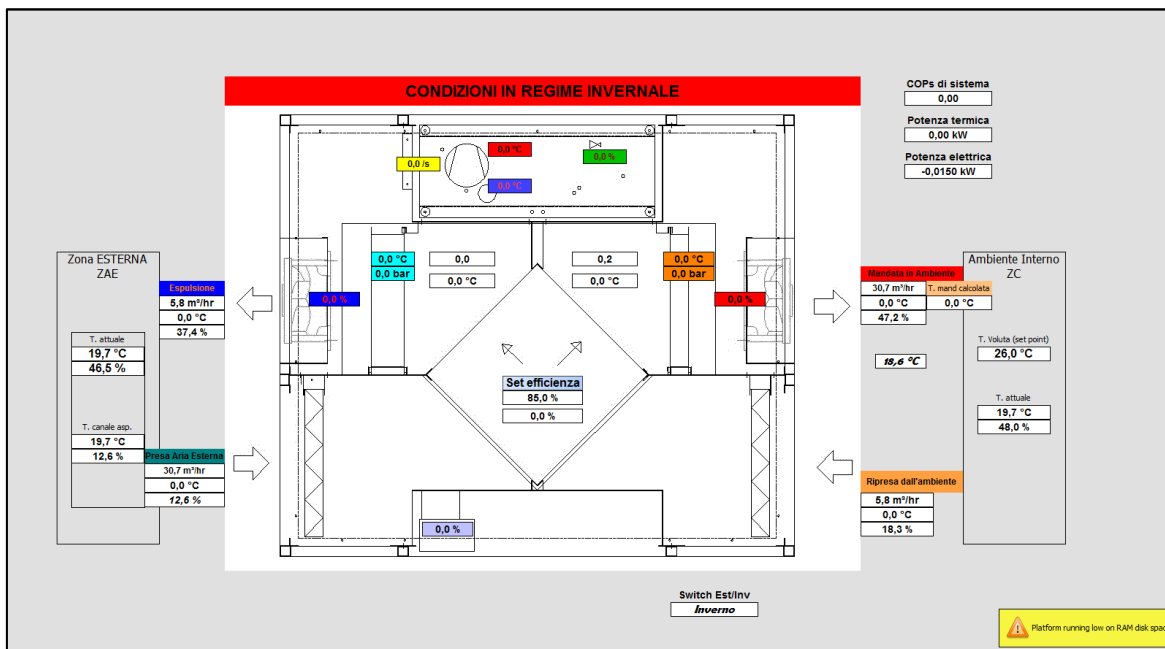 CONDIZIONI IN REGIME INVERNALE
COPs di sistema
0,00
Potenza termica
0,00 kW
Potenza elettrica
-0,0150 kW
0,0 /s
0,0 °C
0,0 °C
0,0 %
Zona ESTERNA
ZAE
T. attuale
19,7 °C
46,5 %
T. canale asp.
19,7 °C
12,6 %
Espulsione
5,8 m³/hr
0,0 °C
37,4 %
Presa Aria Esterna
30,7 m³/hr
0,0 °C
12,6 %
0,0 %
0,0 °C
0,0 bar
0,0
0,0 °C
0,2
0,0 °C
0,0 °C
0,0 bar
0,0 %
Set efficienza
85,0 %
0,0 %
0,0 %
Mandata in Ambiente
30,7 m³/hr
0,0 °C
47,2 %
T. mand calcolata
0,0 °C
18,6 °C
Ripresa dall'ambiente
5,8 m³/hr
0,0 °C
18,3 %
Ambiente Interno
ZC
T. Voluta (set point)
26,0 °C
T. attuale
19,7 °C
48,0 %
Switch Est/Inv
Inverno
Platform running low on RAM disk spac